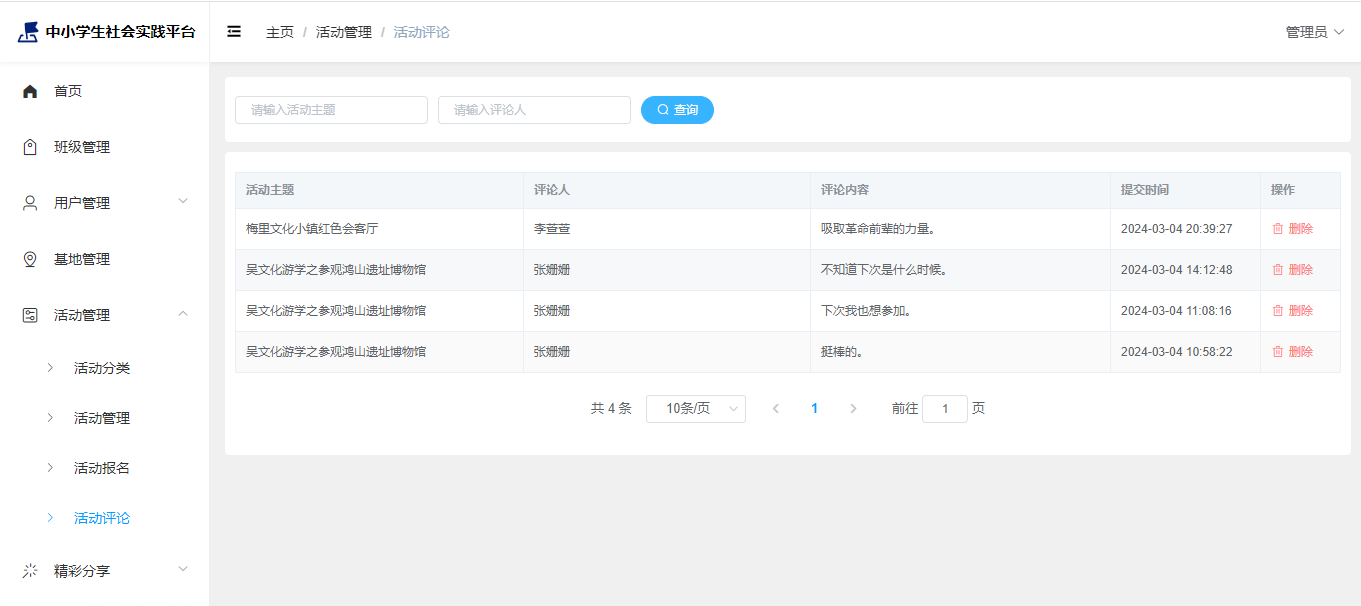 中小学生社会实践平台
主页 / 活动管理 / 活动评论
管理员
首页
班级管理
用户管理
基地管理
活动管理
活动分类
活动管理
活动报名
活动评论
精彩分享
请输入活动主题 请输入评论人 查询
活动主题 评论人 评论内容 提交时间 操作
梅里文化小镇红色会客厅 李萱萱 吸取革命前辈的力量。 2024-03-04 20:39:27 删除
吴文化游学之参观鸿山遗址博物馆 张姗姗 不知道下次是什么时候。 2024-03-04 14:12:48 删除
吴文化游学之参观鸿山遗址博物馆 张姗姗 下次我也想参加。 2024-03-04 11:08:16 删除
吴文化游学之参观鸿山遗址博物馆 张姗姗 挺棒的。 2024-03-04 10:58:22 删除
共 4 条 10条/页 1 前往 1 页